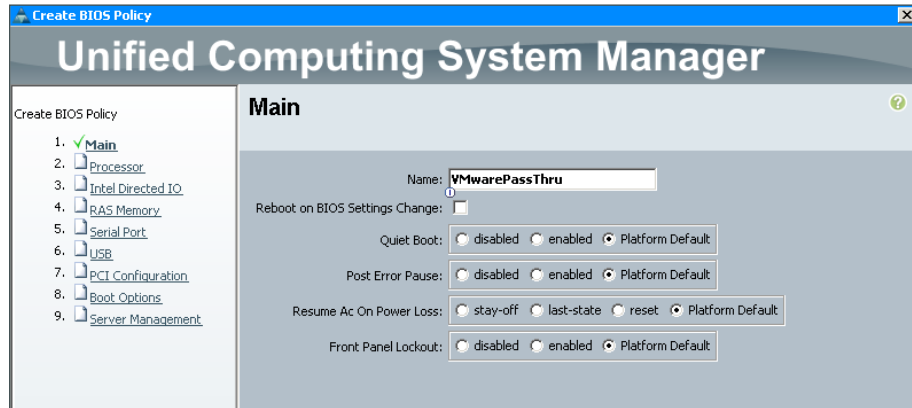 Create BIOS Policy
Unified Computing System Manager
Create BIOS Policy
1. Main
2. Processor
3. Intel Directed IO
4. RAS Memory
5. Serial Port
6. USB
7. PCI Configuration
8. Boot Options
9. Server Management
Main
Name: VMwarePassThru
Reboot on BIOS Settings Change:
Quiet Boot: disabled enabled Platform Default
Post Error Pause: disabled enabled Platform Default
Resume Ac On Power Loss: stay-off last-state reset Platform Default
Front Panel Lockout: disabled enabled Platform Default